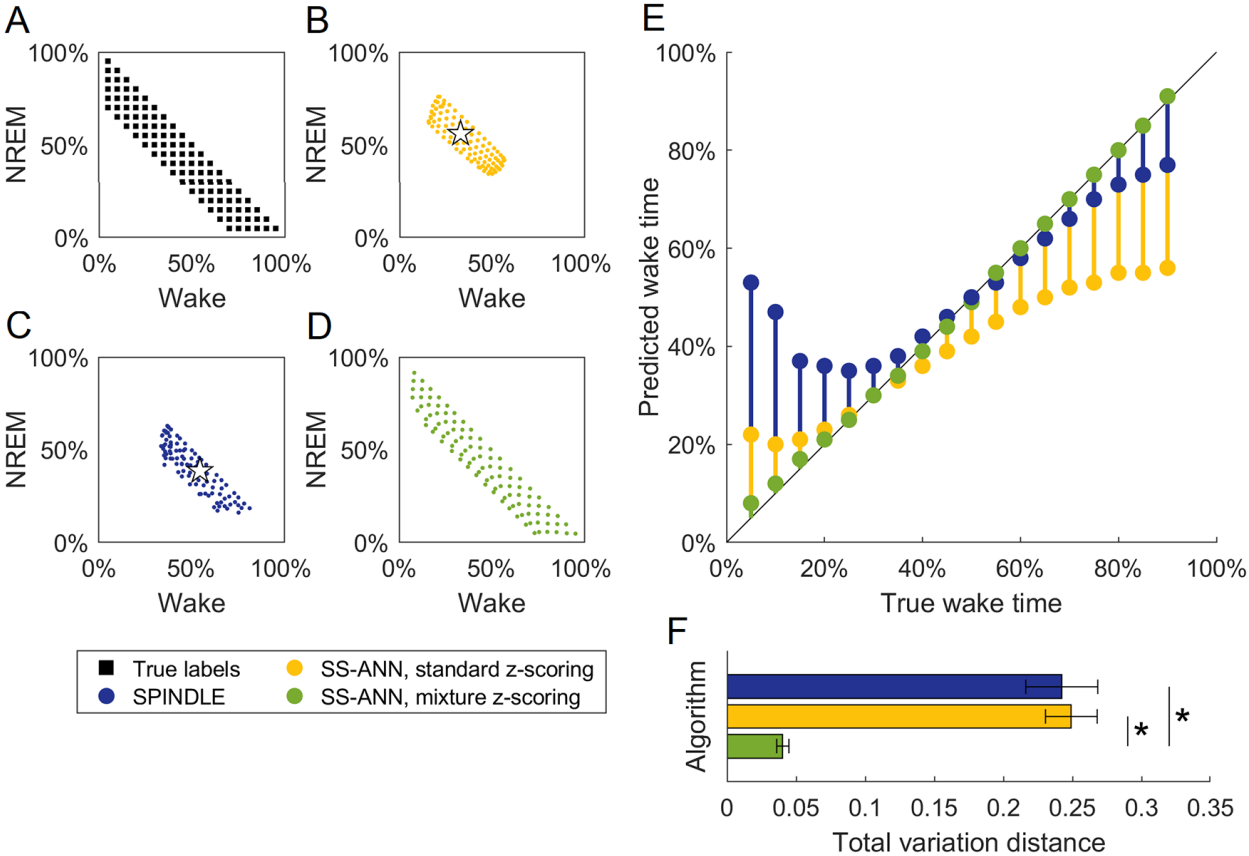 A
100%
50%
0%
NREM
0%
50%
100%
Wake
B
100%
50%
0%
NREM
0%
50%
100%
Wake
C
100%
50%
0%
NREM
0%
50%
100%
Wake
D
100%
50%
0%
NREM
0%
50%
100%
Wake
True labels
SPINDLE
SS-ANN, standard z-scoring
SS-ANN, mixture z-scoring
E
100%
80%
60%
40%
20%
0%
Predicted wake time
0%
20%
40%
60%
80%
100%
True wake time
F
Algorithm
*
*
0
0.05
0.1
0.15
0.2
0.25
0.3
0.35
Total variation distance